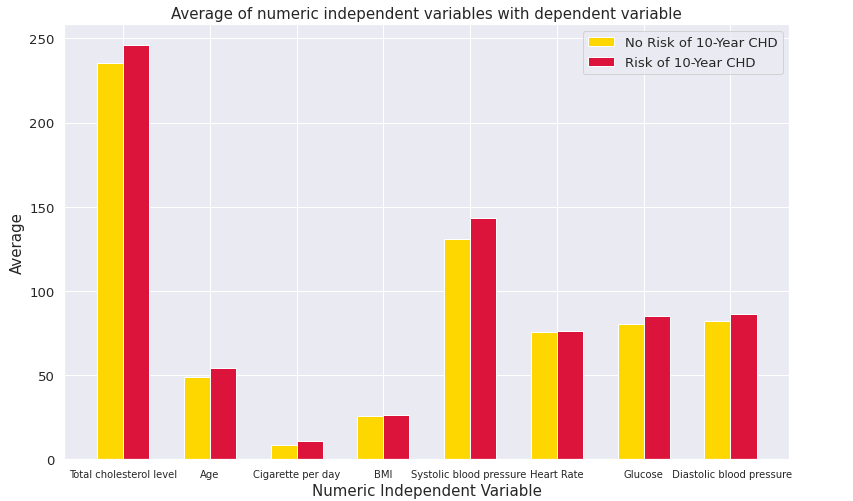 Average of numeric independent variables with dependent variable
No Risk of 10-Year CHD
Risk of 10-Year CHD
Average
250
200
150
100
50
0
Total cholesterol level Age Cigarette per day BMI Systolic blood pressure Heart Rate Glucose Diastolic blood pressure
Numeric Independent Variable